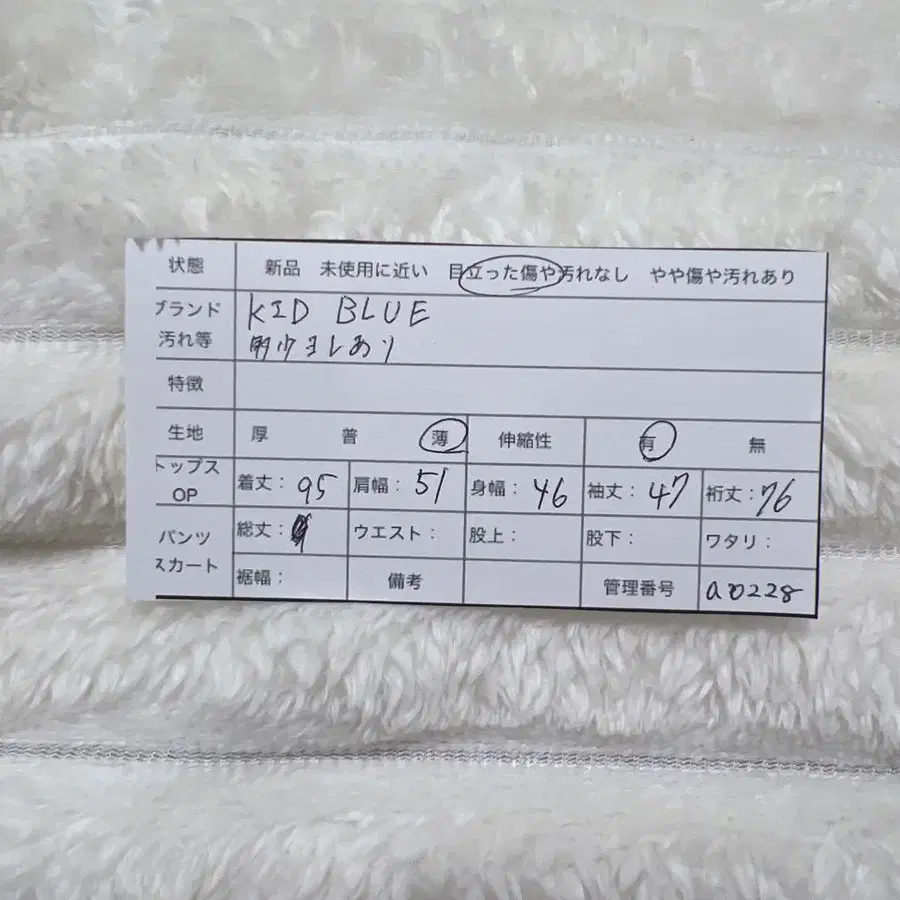 状態 新品 未使用に近い 目立った傷や汚れなし やや傷や汚れあり
ブランド KID BLUE
汚れ等 あり
特徴
生地 厚 普 薄 伸縮性 有 無
トップス
OP 着丈: 95 肩幅: 51 身幅: 46 袖丈: 47 裄丈: 76
パンツ 総丈: ウエスト: 股上: 股下: ワタリ:
スカート 裾幅: 備考 管理番号 a0228